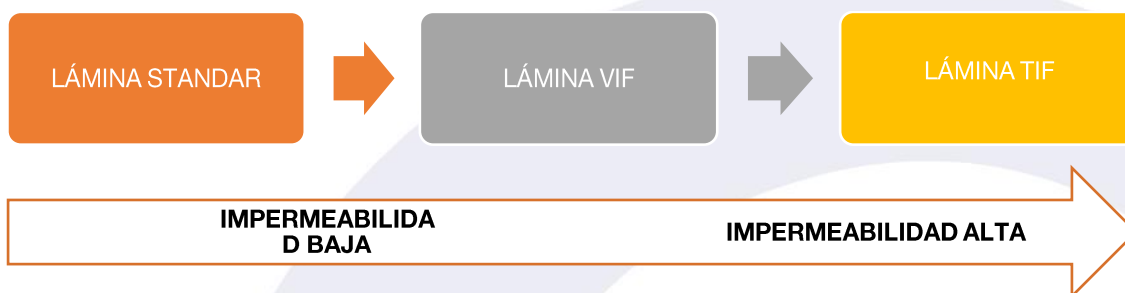 LÁMINA STANDAR
LÁMINA VIF
LÁMINA TIF
IMPERMEABILIDA
D BAJA
IMPERMEABILIDAD ALTA